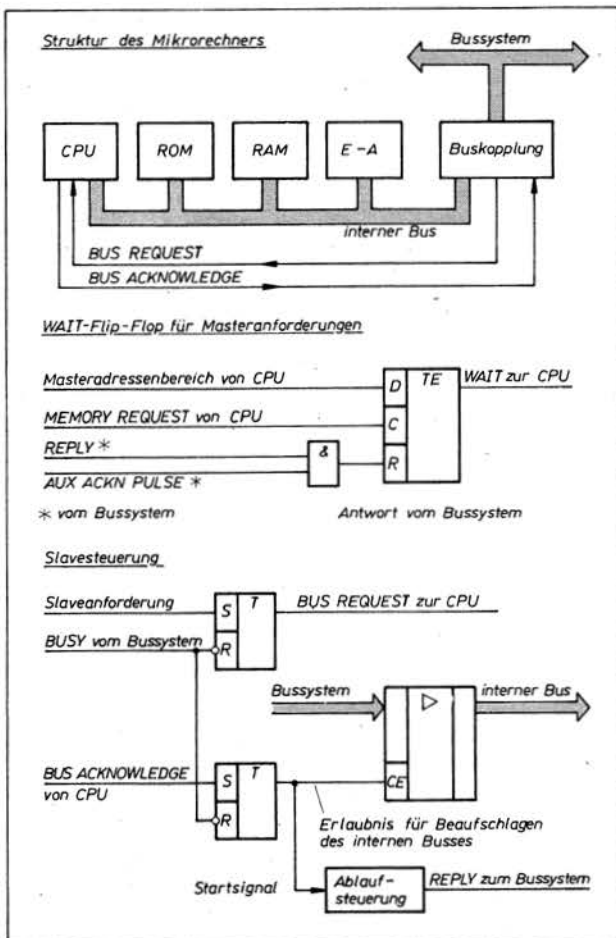 Struktur des Mikrorechners
Bussystem
CPU
ROM
RAM
E-A
Buskopplung
interner Bus
BUS REQUEST
BUS ACKNOWLEDGE
WAIT-Flip-Flop für Masteranforderungen
Masteradressenbereich von CPU
D
TE
WAIT zur CPU
MEMORY REQUEST von CPU
C
REPLY *
&
R
AUX ACKN PULSE *
* vom Bussystem
Antwort vom Bussystem
Slavesteuerung
Slaveanforderung
S
T
BUS REQUEST zur CPU
BUSY vom Bussystem
R
Bussystem
interner Bus
BUS ACKNOWLEDGE
von CPU
S
T
CE
R
Erlaubnis für Beaufschlagen
des internen Busses
Startsignal
Ablauf-
steuerung
REPLY zum Bussystem